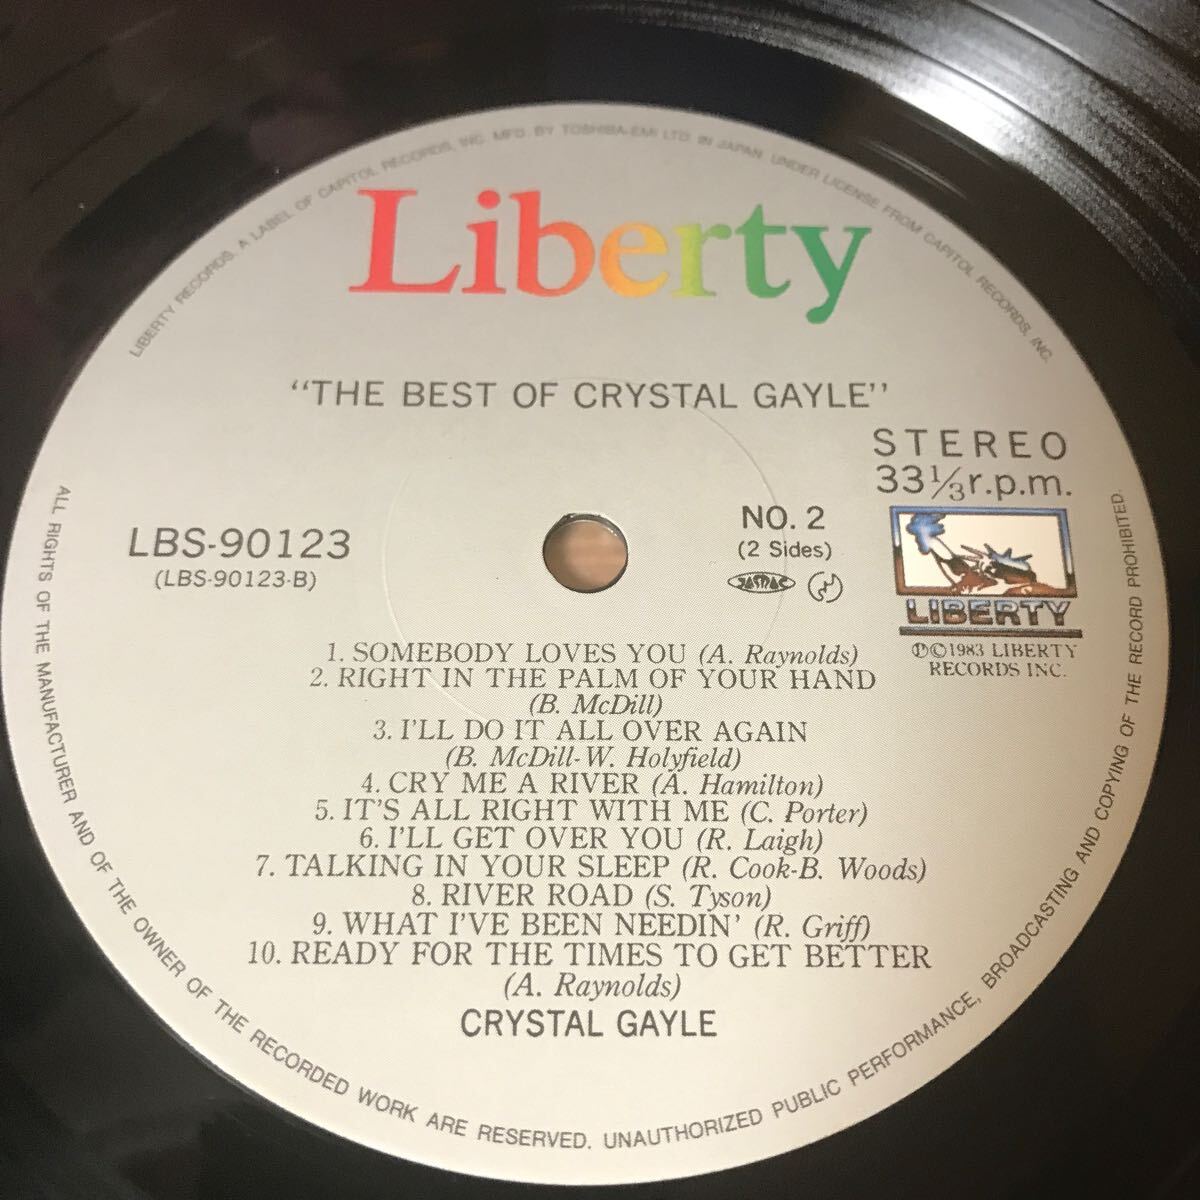 LIBERTY RECORDS. A LABEL OF CAPITOL RECORDS, INC. MFD. BY TOSHIBA-EMI LTD. IN JAPAN UNDER LICENSE FROM CAPITOL RECORDS, INC.
Liberty
“THE BEST OF CRYSTAL GAYLE”
STEREO
33⅓r.p.m.
LBS-90123
(LBS-90123-B)
NO. 2
(2 Sides)
JASRAC
LIBERTY
℗©1983 LIBERTY
RECORDS INC.
1. SOMEBODY LOVES YOU (A. Raynolds)
2. RIGHT IN THE PALM OF YOUR HAND
(B. McDill)
3. I'LL DO IT ALL OVER AGAIN
(B. McDill-W. Holyfield)
4. CRY ME A RIVER (A. Hamilton)
5. IT'S ALL RIGHT WITH ME (C. Porter)
6. I'LL GET OVER YOU (R. Laigh)
7. TALKING IN YOUR SLEEP (R. Cook-B. Woods)
8. RIVER ROAD (S. Tyson)
9. WHAT I'VE BEEN NEEDIN' (R. Griff)
10. READY FOR THE TIMES TO GET BETTER
(A. Raynolds)
CRYSTAL GAYLE
ALL RIGHTS OF THE MANUFACTURER AND OF THE OWNER OF THE RECORDED WORK ARE RESERVED. UNAUTHORIZED PUBLIC PERFORMANCE, BROADCASTING AND COPYING OF THE RECORD PROHIBITED.